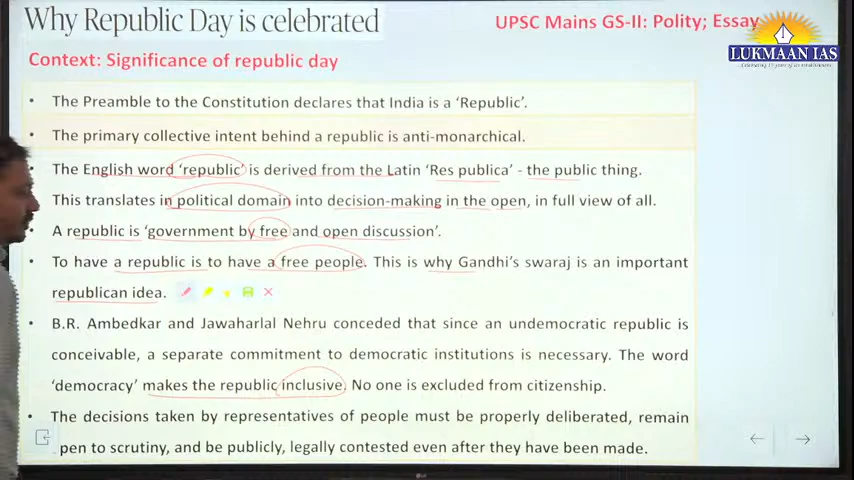 Why Republic Day is celebrated
UPSC Mains GS-II: Polity; Essay
LUKMAAN IAS
Context: Significance of republic day
• The Preamble to the Constitution declares that India is a ‘Republic’.
• The primary collective intent behind a republic is anti-monarchical.
• The English word ‘republic’ is derived from the Latin ‘Res publica’ - the public thing.
This translates in political domain into decision-making in the open, in full view of all.
• A republic is ‘government by free and open discussion’.
• To have a republic is to have a free people. This is why Gandhi’s swaraj is an important
republican idea.
• B.R. Ambedkar and Jawaharlal Nehru conceded that since an undemocratic republic is
conceivable, a separate commitment to democratic institutions is necessary. The word
‘democracy’ makes the republic inclusive. No one is excluded from citizenship.
• The decisions taken by representatives of people must be properly deliberated, remain
pen to scrutiny, and be publicly, legally contested even after they have been made.